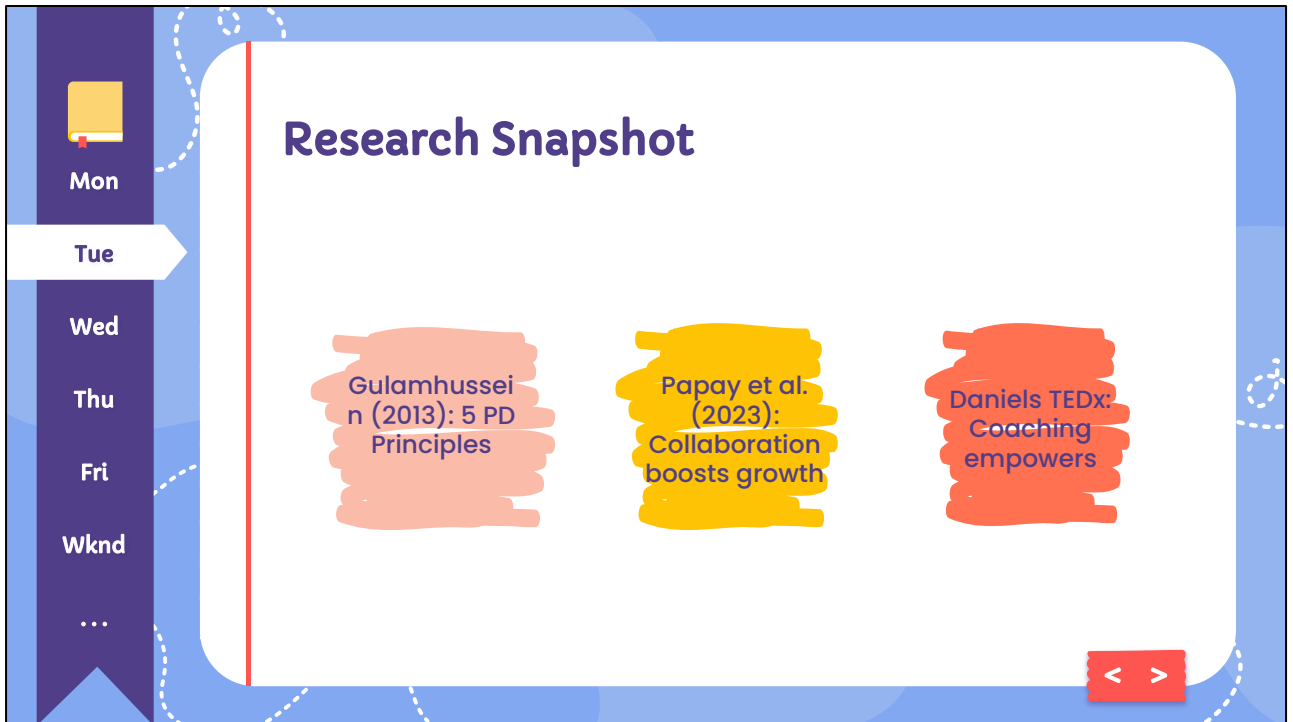 Mon
Tue
Wed
Thu
Fri
Wknd
...
Research Snapshot
Gulamhussei
n (2013): 5 PD
Principles
Papay et al.
(2023):
Collaboration
boosts growth
Daniels TEDx:
Coaching
empowers
< >